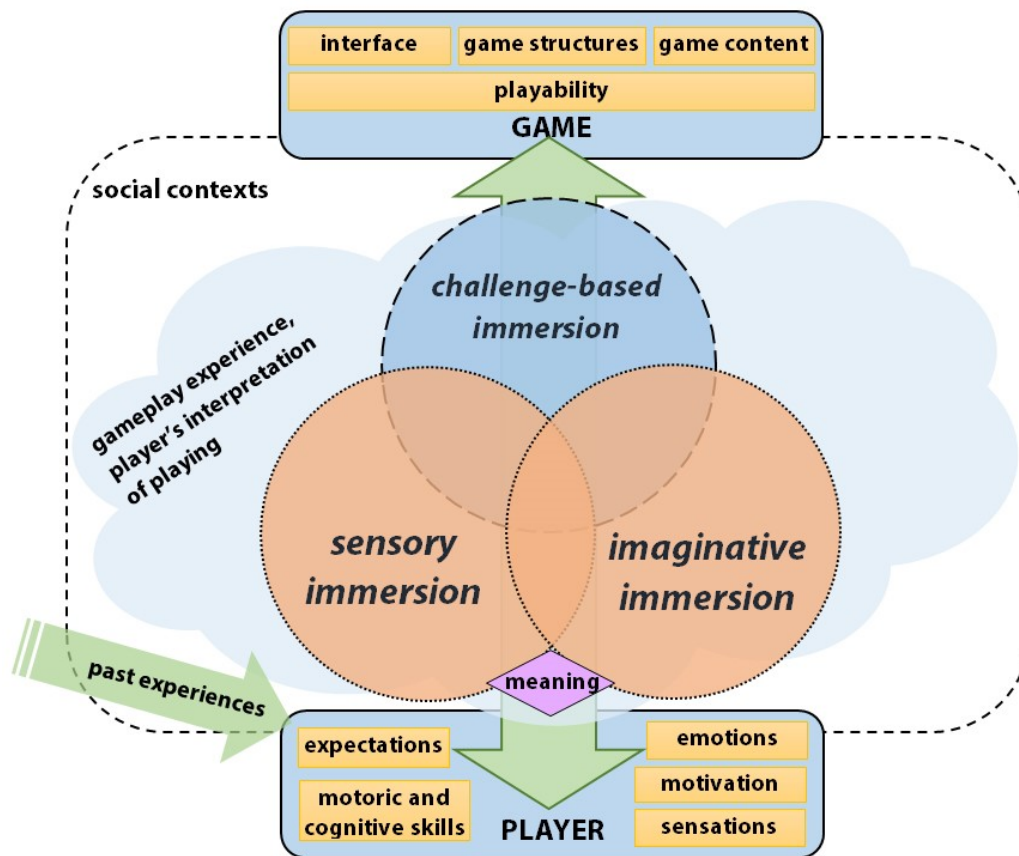 interface
game structures
game content
playability
GAME
social contexts
challenge-based
immersion
gameplay experience,
player's interpretation
of playing
sensory
immersion
imaginative
immersion
past experiences
meaning
expectations
motoric and
cognitive skills
PLAYER
emotions
motivation
sensations